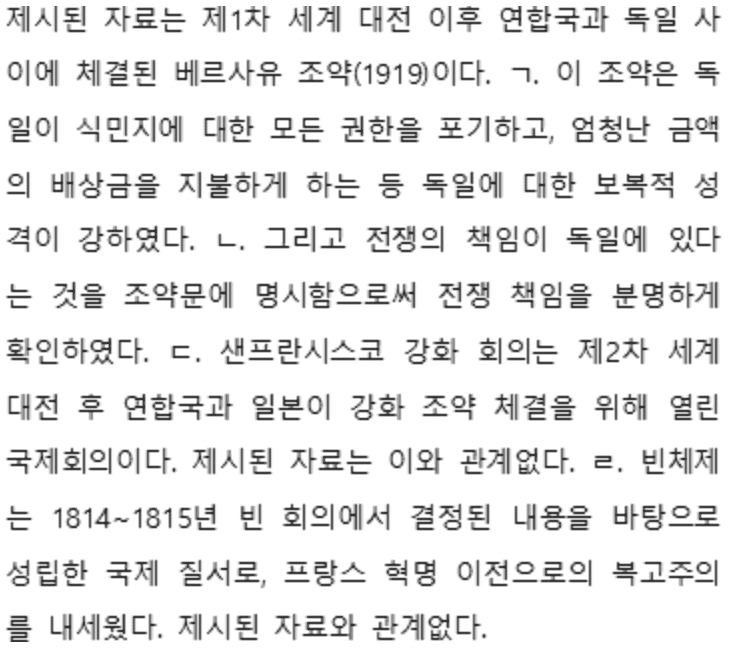 제시된 자료는 제1차 세계 대전 이후 연합국과 독일 사
이에 체결된 베르사유 조약(1919)이다. ㄱ. 이 조약은 독
일이 식민지에 대한 모든 권한을 포기하고, 엄청난 금액
의 배상금을 지불하게 하는 등 독일에 대한 보복적 성
격이 강하였다. ㄴ. 그리고 전쟁의 책임이 독일에 있다
는 것을 조약문에 명시함으로써 전쟁 책임을 분명하게
확인하였다. ㄷ. 샌프란시스코 강화 회의는 제2차 세계
대전 후 연합국과 일본이 강화 조약 체결을 위해 열린
국제회의이다. 제시된 자료는 이와 관계없다. ㄹ. 빈체제
는 1814~1815년 빈 회의에서 결정된 내용을 바탕으로
성립한 국제 질서로, 프랑스 혁명 이전으로의 복고주의
를 내세웠다. 제시된 자료와 관계없다.